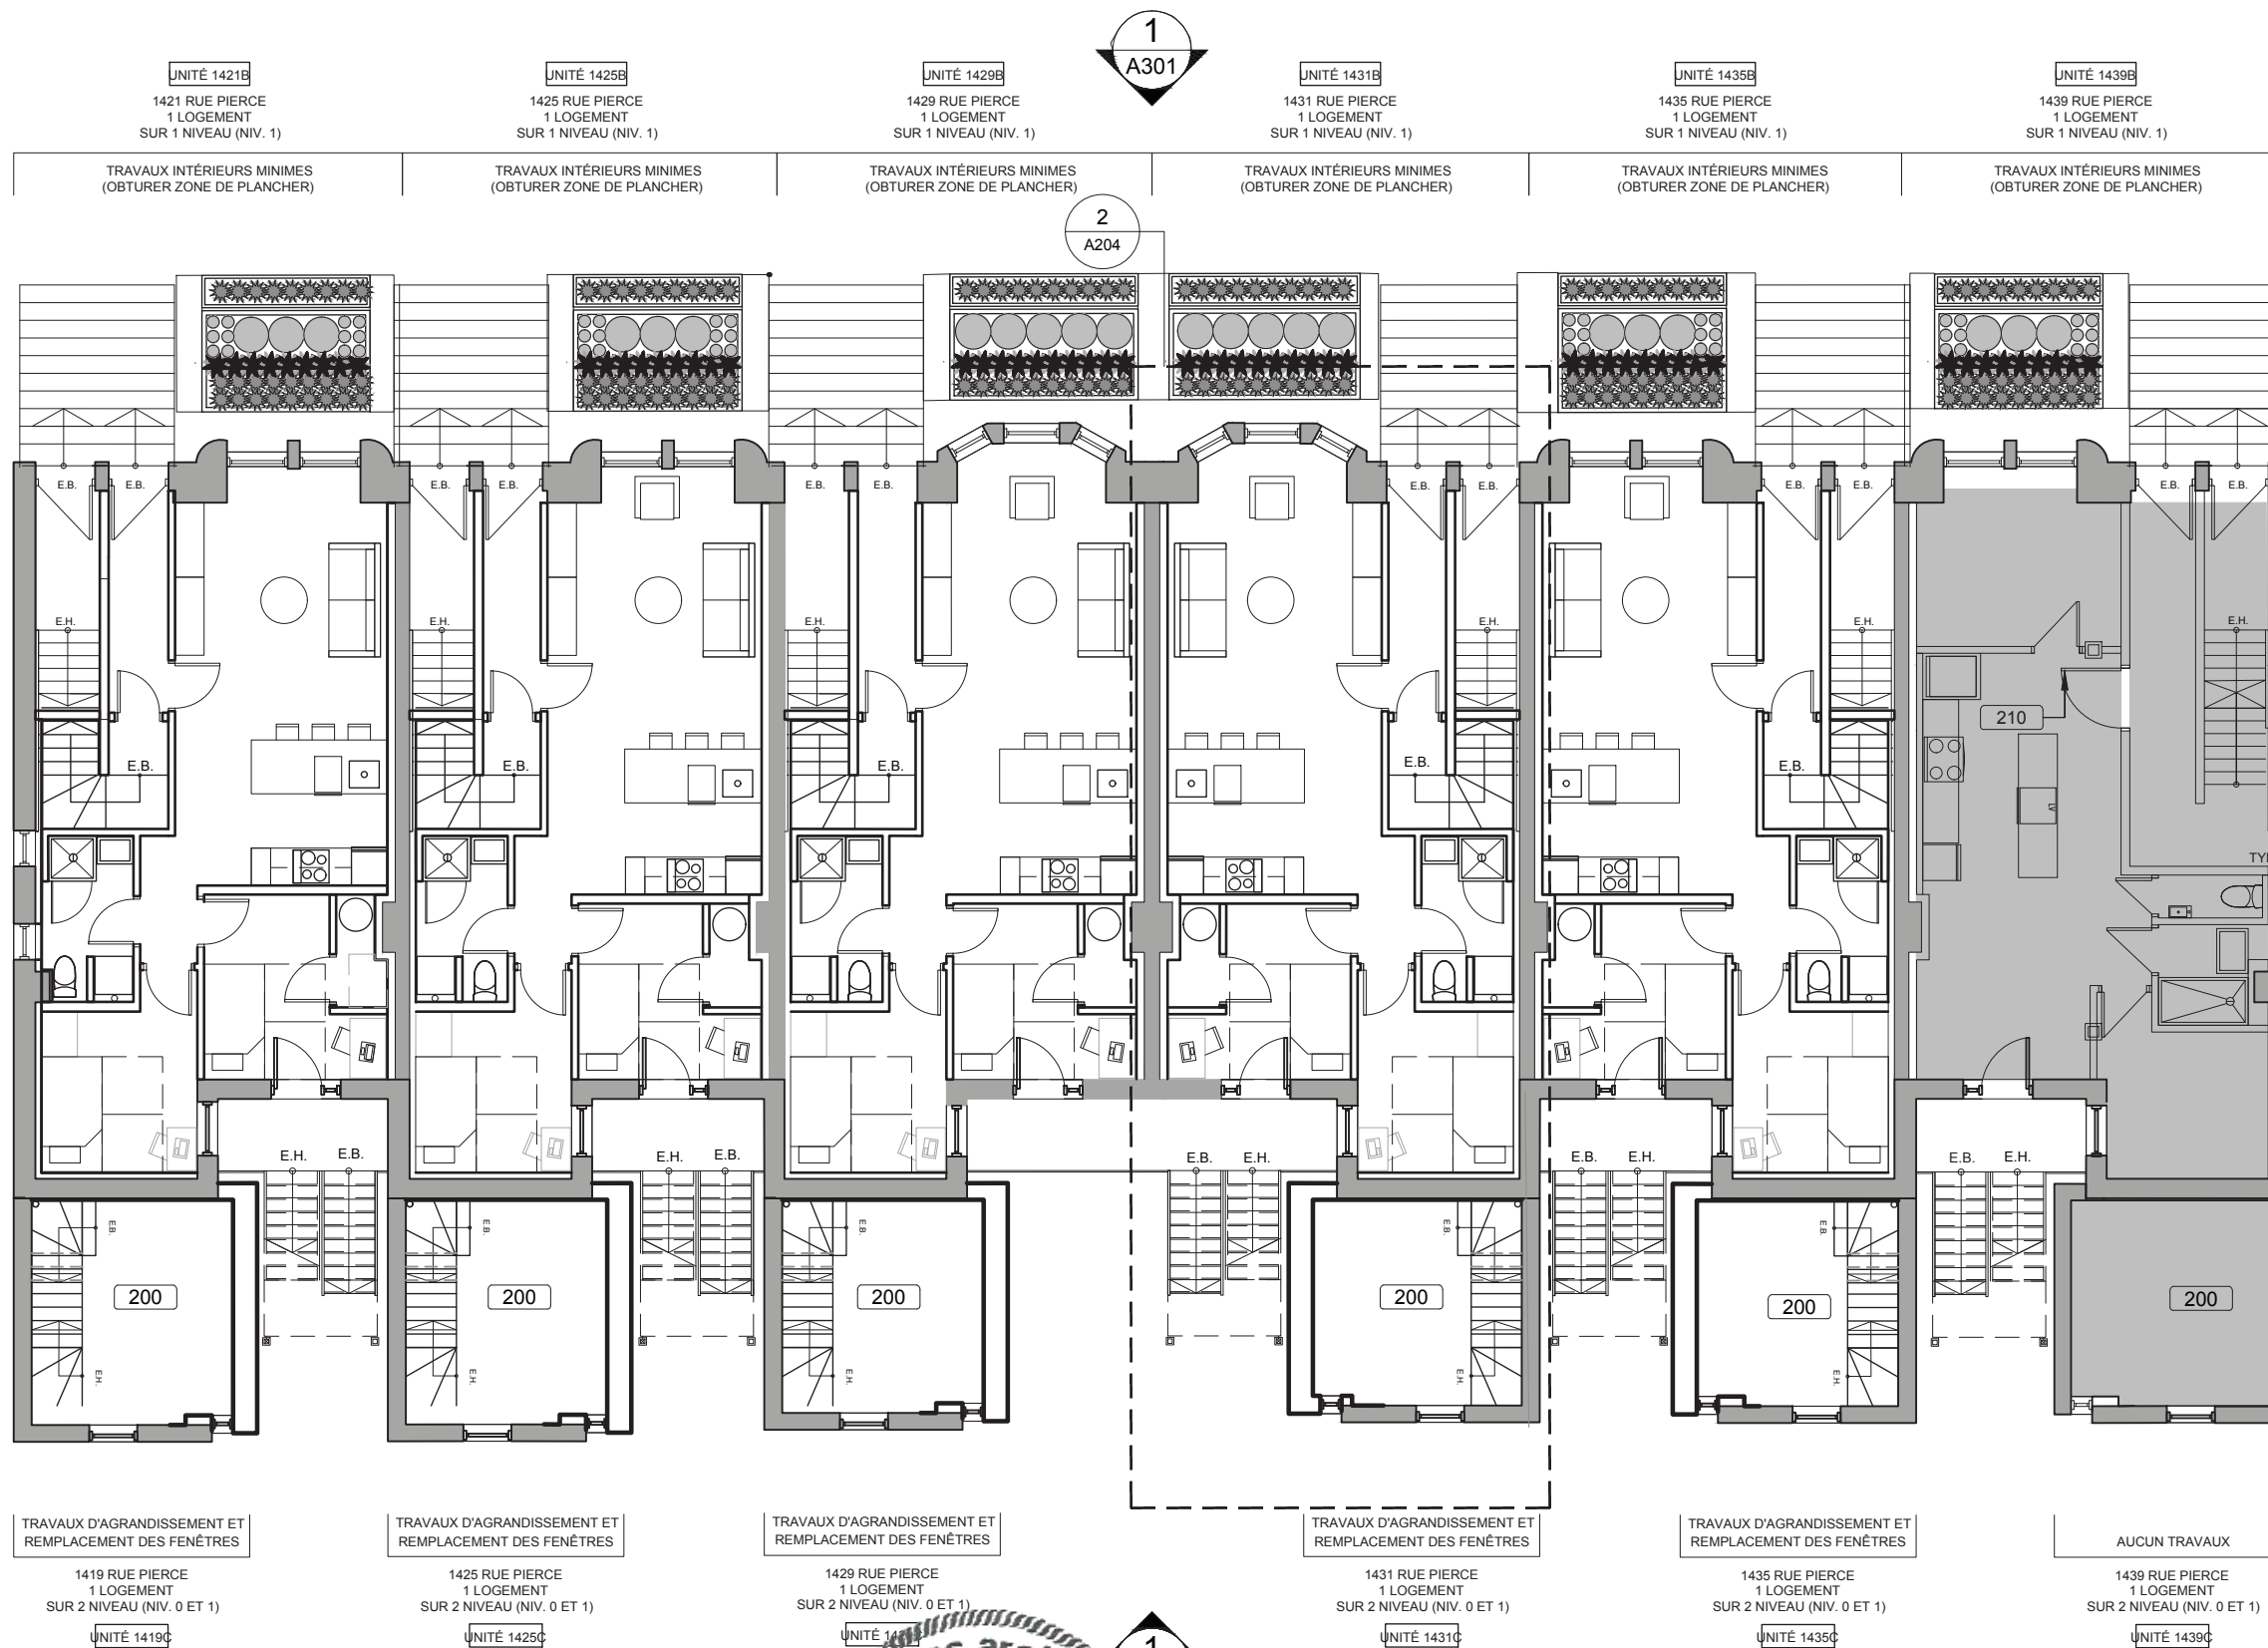 1
A301
UNITÉ 1421B
1421 RUE PIERCE
1 LOGEMENT
SUR 1 NIVEAU (NIV. 1)
UNITÉ 1425B
1425 RUE PIERCE
1 LOGEMENT
SUR 1 NIVEAU (NIV. 1)
UNITÉ 1429B
1429 RUE PIERCE
1 LOGEMENT
SUR 1 NIVEAU (NIV. 1)
UNITÉ 1431B
1431 RUE PIERCE
1 LOGEMENT
SUR 1 NIVEAU (NIV. 1)
UNITÉ 1435B
1435 RUE PIERCE
1 LOGEMENT
SUR 1 NIVEAU (NIV. 1)
UNITÉ 1439B
1439 RUE PIERCE
1 LOGEMENT
SUR 1 NIVEAU (NIV. 1)
TRAVAUX INTÉRIEURS MINIMES
(OBTURER ZONE DE PLANCHER)
TRAVAUX INTÉRIEURS MINIMES
(OBTURER ZONE DE PLANCHER)
TRAVAUX INTÉRIEURS MINIMES
(OBTURER ZONE DE PLANCHER)
TRAVAUX INTÉRIEURS MINIMES
(OBTURER ZONE DE PLANCHER)
TRAVAUX INTÉRIEURS MINIMES
(OBTURER ZONE DE PLANCHER)
TRAVAUX INTÉRIEURS MINIMES
(OBTURER ZONE DE PLANCHER)
2
A204
E.B. E.B. E.B. E.B. E.B. E.B. E.B. E.B. E.B. E.B. E.B. E.B.
E.H. E.H. E.H. E.H. E.H. E.H.
210
E.B. E.B. E.B. E.B. E.B.
LV
TY
E.H. E.B. E.H. E.B. E.B. E.H. E.B. E.H. E.B. E.H.
E.B. E.B. E.B. E.B. E.B.
200 200 200 200 200 200
E.H. E.H. E.H. E.H. E.H.
TRAVAUX D'AGRANDISSEMENT ET
REMPLACEMENT DES FENÊTRES
1419 RUE PIERCE
1 LOGEMENT
SUR 2 NIVEAU (NIV. 0 ET 1)
UNITÉ 1419C
TRAVAUX D'AGRANDISSEMENT ET
REMPLACEMENT DES FENÊTRES
1425 RUE PIERCE
1 LOGEMENT
SUR 2 NIVEAU (NIV. 0 ET 1)
UNITÉ 1425C
TRAVAUX D'AGRANDISSEMENT ET
REMPLACEMENT DES FENÊTRES
1429 RUE PIERCE
1 LOGEMENT
SUR 2 NIVEAU (NIV. 0 ET 1)
UNITÉ
TRAVAUX D'AGRANDISSEMENT ET
REMPLACEMENT DES FENÊTRES
1431 RUE PIERCE
1 LOGEMENT
SUR 2 NIVEAU (NIV. 0 ET 1)
UNITÉ 1431C
TRAVAUX D'AGRANDISSEMENT ET
REMPLACEMENT DES FENÊTRES
1435 RUE PIERCE
1 LOGEMENT
SUR 2 NIVEAU (NIV. 0 ET 1)
UNITÉ 1435C
AUCUN TRAVAUX
1439 RUE PIERCE
1 LOGEMENT
SUR 2 NIVEAU (NIV. 0 ET 1)
UNITÉ 1439C
1